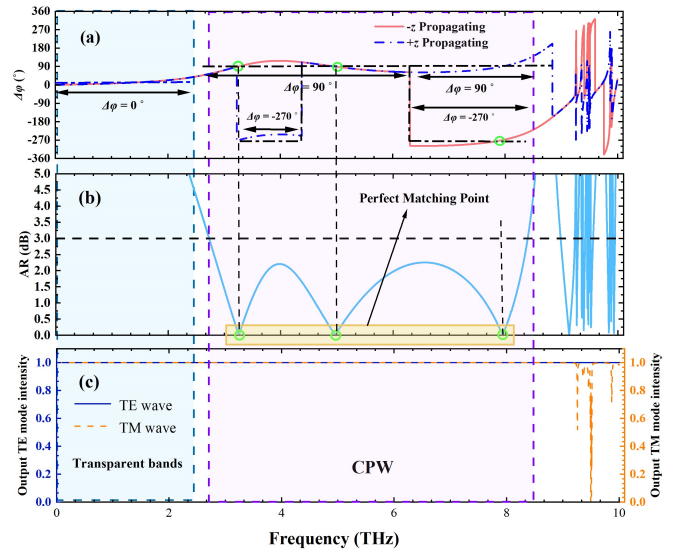 360
270
180
90
0
-90
-180
-270
-360
Δφ (°)
(a)
-z Propagating
+z Propagating
Δφ = 0 °
Δφ = 90 °
Δφ = -270 °
Δφ = 90 °
Δφ = -270 °
5.0
4.5
4.0
3.5
3.0
2.5
2.0
1.5
1.0
0.5
0.0
AR (dB)
(b)
Perfect Matching Point
1.0
0.8
0.6
0.4
0.2
0.0
Output TE mode intensity
(c)
TE wave
TM wave
Transparent bands
CPW
1.0
0.8
0.6
0.4
0.2
0.0
Output TM mode intensity
0 2 4 6 8 10
Frequency (THz)